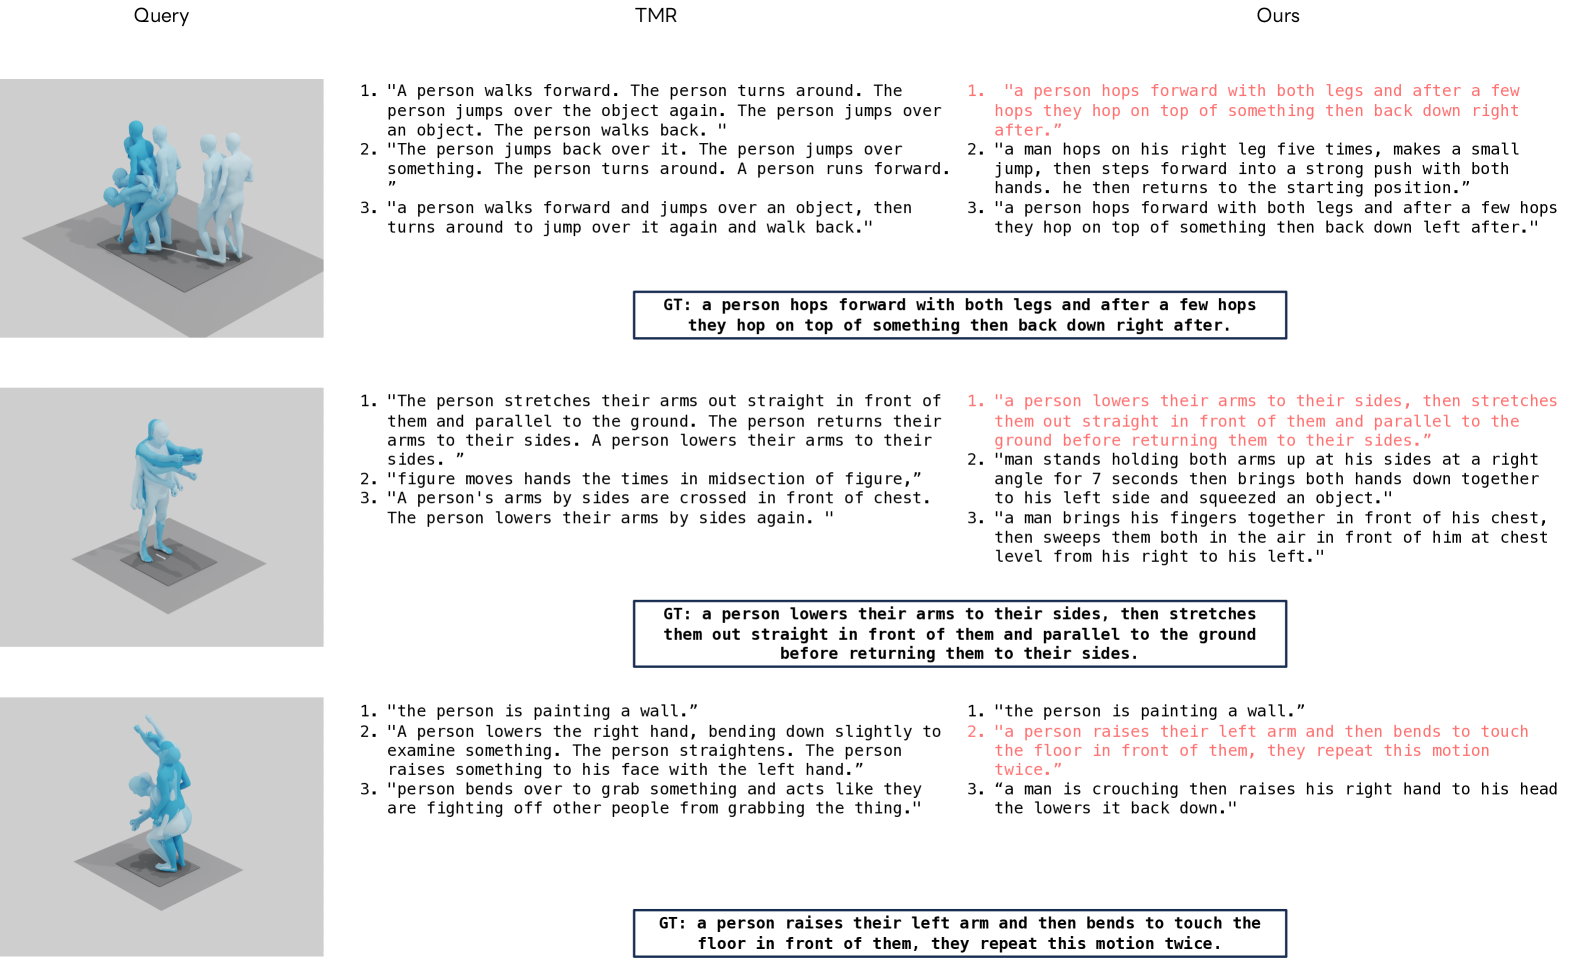 Query
TMR
Ours
1. "A person walks forward. The person turns around. The
person jumps over the object again. The person jumps over
an object. The person walks back. "
2. "The person jumps back over it. The person jumps over
something. The person turns around. A person runs forward.
”
3. "a person walks forward and jumps over an object, then
turns around to jump over it again and walk back."
1. "a person hops forward with both legs and after a few
hops they hop on top of something then back down right
after.”
2. "a man hops on his right leg five times, makes a small
jump, then steps forward into a strong push with both
hands. he then returns to the starting position.”
3. "a person hops forward with both legs and after a few hops
they hop on top of something then back down left after."
GT: a person hops forward with both legs and after a few hops
they hop on top of something then back down right after.
1. "The person stretches their arms out straight in front of
them and parallel to the ground. The person returns their
arms to their sides. A person lowers their arms to their
sides. ”
2. "figure moves hands the times in midsection of figure,”
3. "A person's arms by sides are crossed in front of chest.
The person lowers their arms by sides again. "
1. "a person lowers their arms to their sides, then stretches
them out straight in front of them and parallel to the
ground before returning them to their sides.”
2. "man stands holding both arms up at his sides at a right
angle for 7 seconds then brings both hands down together
to his left side and squeezed an object."
3. "a man brings his fingers together in front of his chest,
then sweeps them both in the air in front of him at chest
level from his right to his left."
GT: a person lowers their arms to their sides, then stretches
them out straight in front of them and parallel to the ground
before returning them to their sides.
1. "the person is painting a wall.”
2. "A person lowers the right hand, bending down slightly to
examine something. The person straightens. The person
raises something to his face with the left hand.”
3. "person bends over to grab something and acts like they
are fighting off other people from grabbing the thing."
1. "the person is painting a wall.”
2. "a person raises their left arm and then bends to touch
the floor in front of them, they repeat this motion
twice.”
3. “a man is crouching then raises his right hand to his head
the lowers it back down."
GT: a person raises their left arm and then bends to touch the
floor in front of them, they repeat this motion twice.